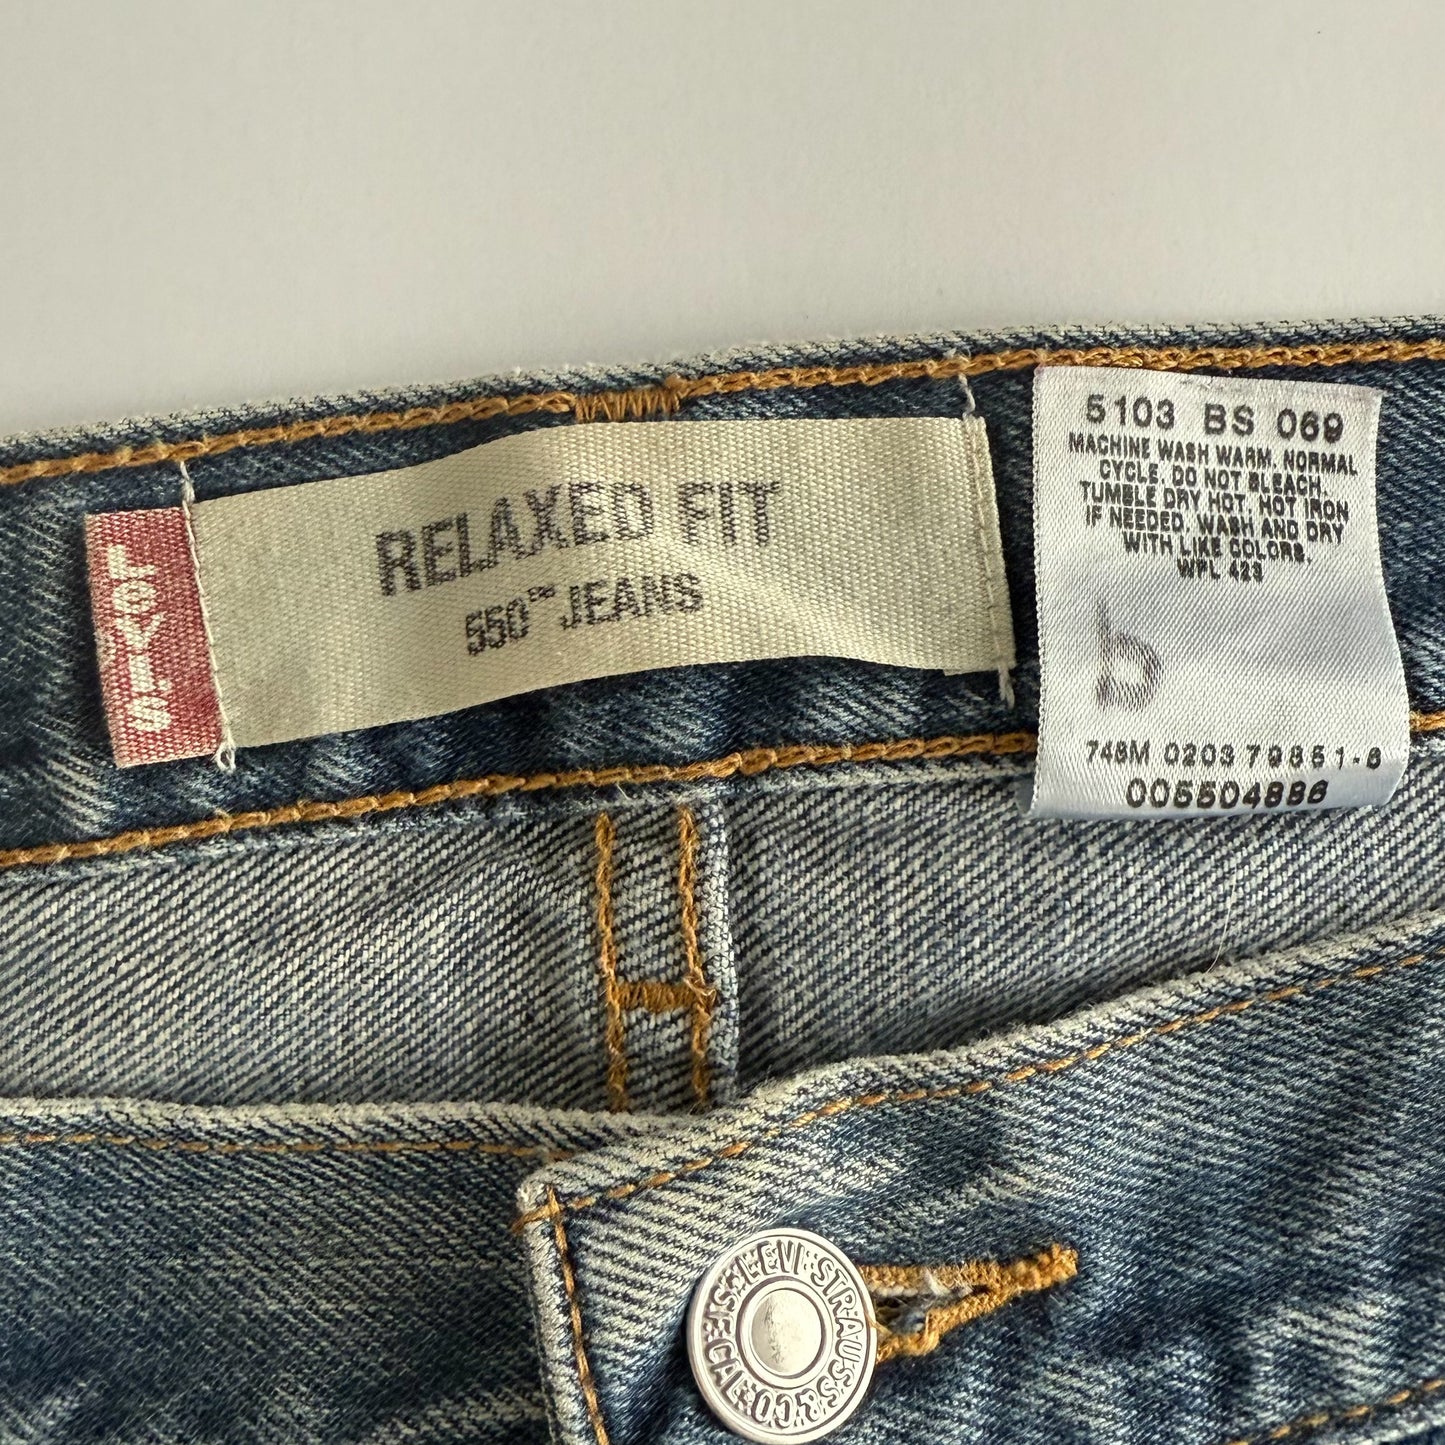 LEVI'S
RELAXED FIT
550™ JEANS
5103 BS 069
MACHINE WASH WARM, NORMAL
CYCLE. DO NOT BLEACH.
TUMBLE DRY HOT. HOT IRON
IF NEEDED. WASH AND DRY
WITH LIKE COLORS.
WPL 423
b
748M 0203 79851-6
005504886
LEVI STRAUSS & CO S.F. CAL